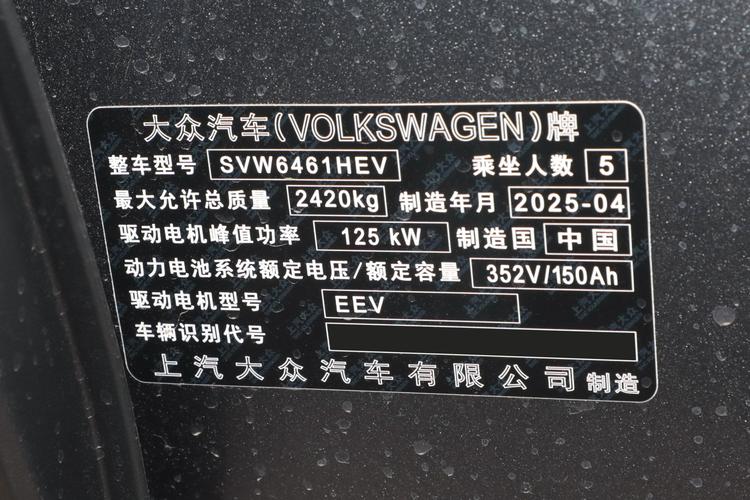 大众汽车(VOLKSWAGEN)牌
整车型号 SVW6461HEV 乘坐人数 5
最大允许总质量 2420kg 制造年月 2025-04
驱动电机峰值功率 125 kW 制造国 中国
动力电池系统额定电压/额定容量 352V/150Ah
驱动电机型号 EEV
车辆识别代号
上汽大众汽车有限公司 制造